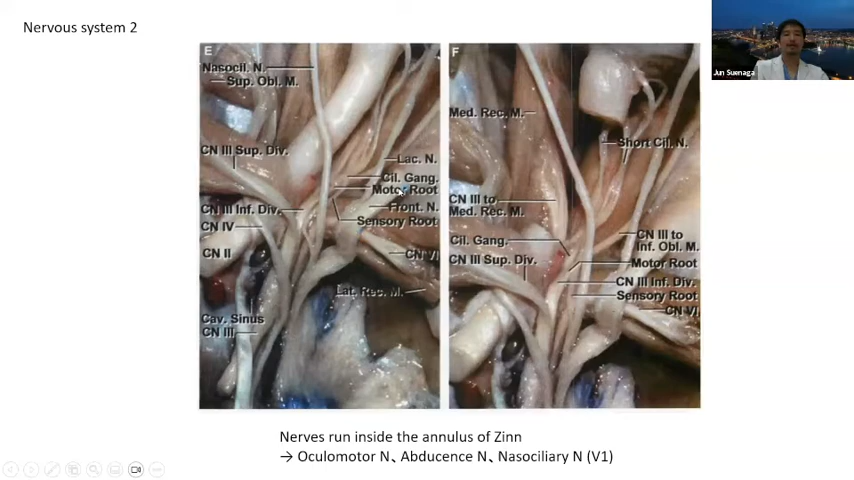 Nervous system 2
Jun Suenaga
E
Nasocil. N.
Sup. Obl. M.
CN III Sup. Div.
Lac. N.
Cil. Gang.
Motor Root
CN III Inf. Div.
Front. N.
CN IV
Sensory Root
CN II
CN VI
Lat. Rec. M.
Cav. Sinus
CN III
F
Med. Rec. M.
Short Cil. N.
CN III to
Med. Rec. M.
CN III to
Inf. Obl. M.
Cil. Gang.
CN III Sup. Div.
Motor Root
CN III Inf. Div.
Sensory Root
CN VI
Nerves run inside the annulus of Zinn
→ Oculomotor N、Abducence N、Nasociliary N (V1)